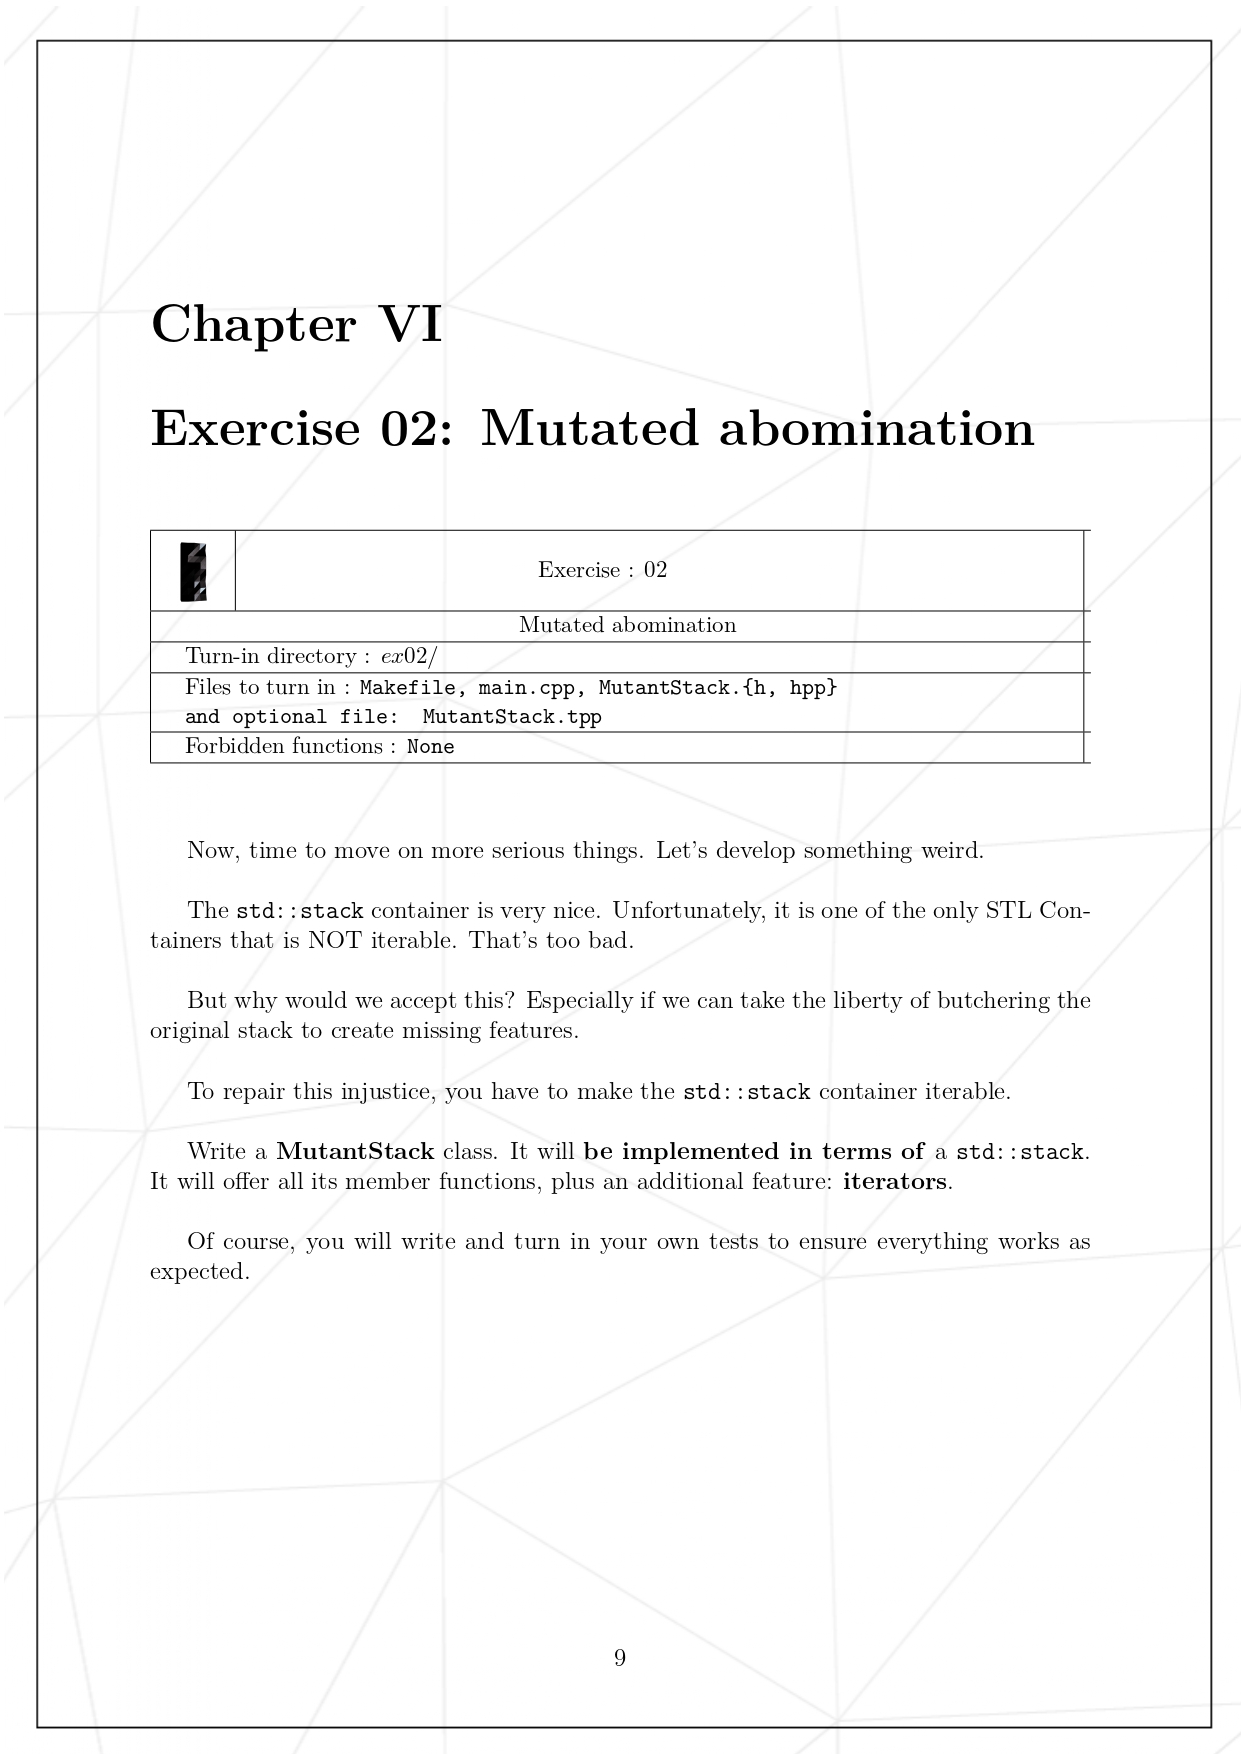 Chapter VI
Exercise 02: Mutated abomination
Exercise : 02
Mutated abomination
Turn-in directory : ex02/
Files to turn in : Makefile, main.cpp, MutantStack.{h, hpp}
and optional file: MutantStack.tpp
Forbidden functions : None
Now, time to move on more serious things. Let's develop something weird.
The std::stack container is very nice. Unfortunately, it is one of the only STL Con-
tainers that is NOT iterable. That's too bad.
But why would we accept this? Especially if we can take the liberty of butchering the
original stack to create missing features.
To repair this injustice, you have to make the std::stack container iterable.
Write a MutantStack class. It will be implemented in terms of a std::stack.
It will offer all its member functions, plus an additional feature: iterators.
Of course, you will write and turn in your own tests to ensure everything works as
expected.
9